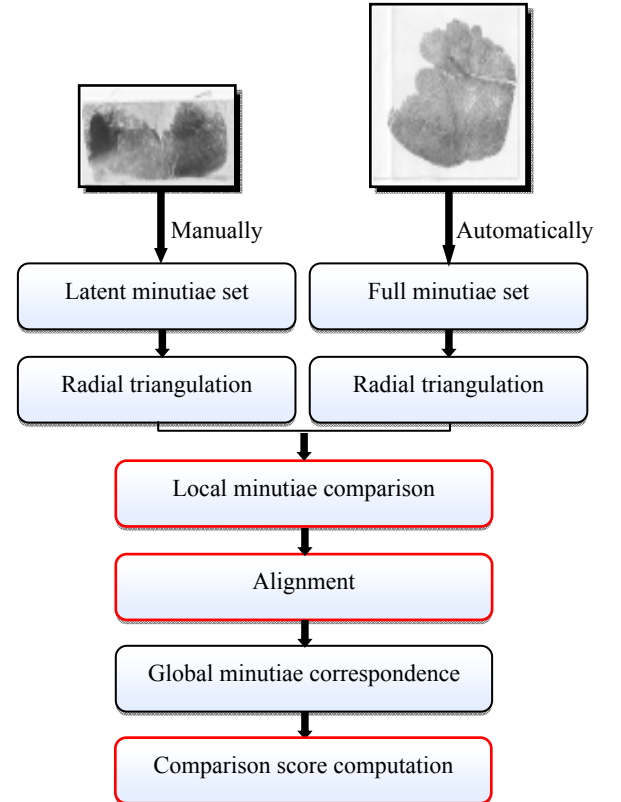 Manually
Automatically
Latent minutiae set
Full minutiae set
Radial triangulation
Radial triangulation
Local minutiae comparison
Alignment
Global minutiae correspondence
Comparison score computation